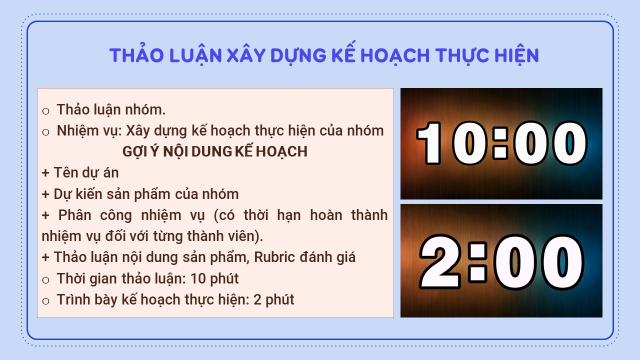 THẢO LUẬN XÂY DỰNG KẾ HOẠCH THỰC HIỆN
○ Thảo luận nhóm.
○ Nhiệm vụ: Xây dựng kế hoạch thực hiện của nhóm
GỢI Ý NỘI DUNG KẾ HOẠCH
+ Tên dự án
+ Dự kiến sản phẩm của nhóm
+ Phân công nhiệm vụ (có thời hạn hoàn thành
nhiệm vụ đối với từng thành viên).
+ Thảo luận nội dung sản phẩm, Rubric đánh giá
○ Thời gian thảo luận: 10 phút
○ Trình bày kế hoạch thực hiện: 2 phút
10:00
2:00